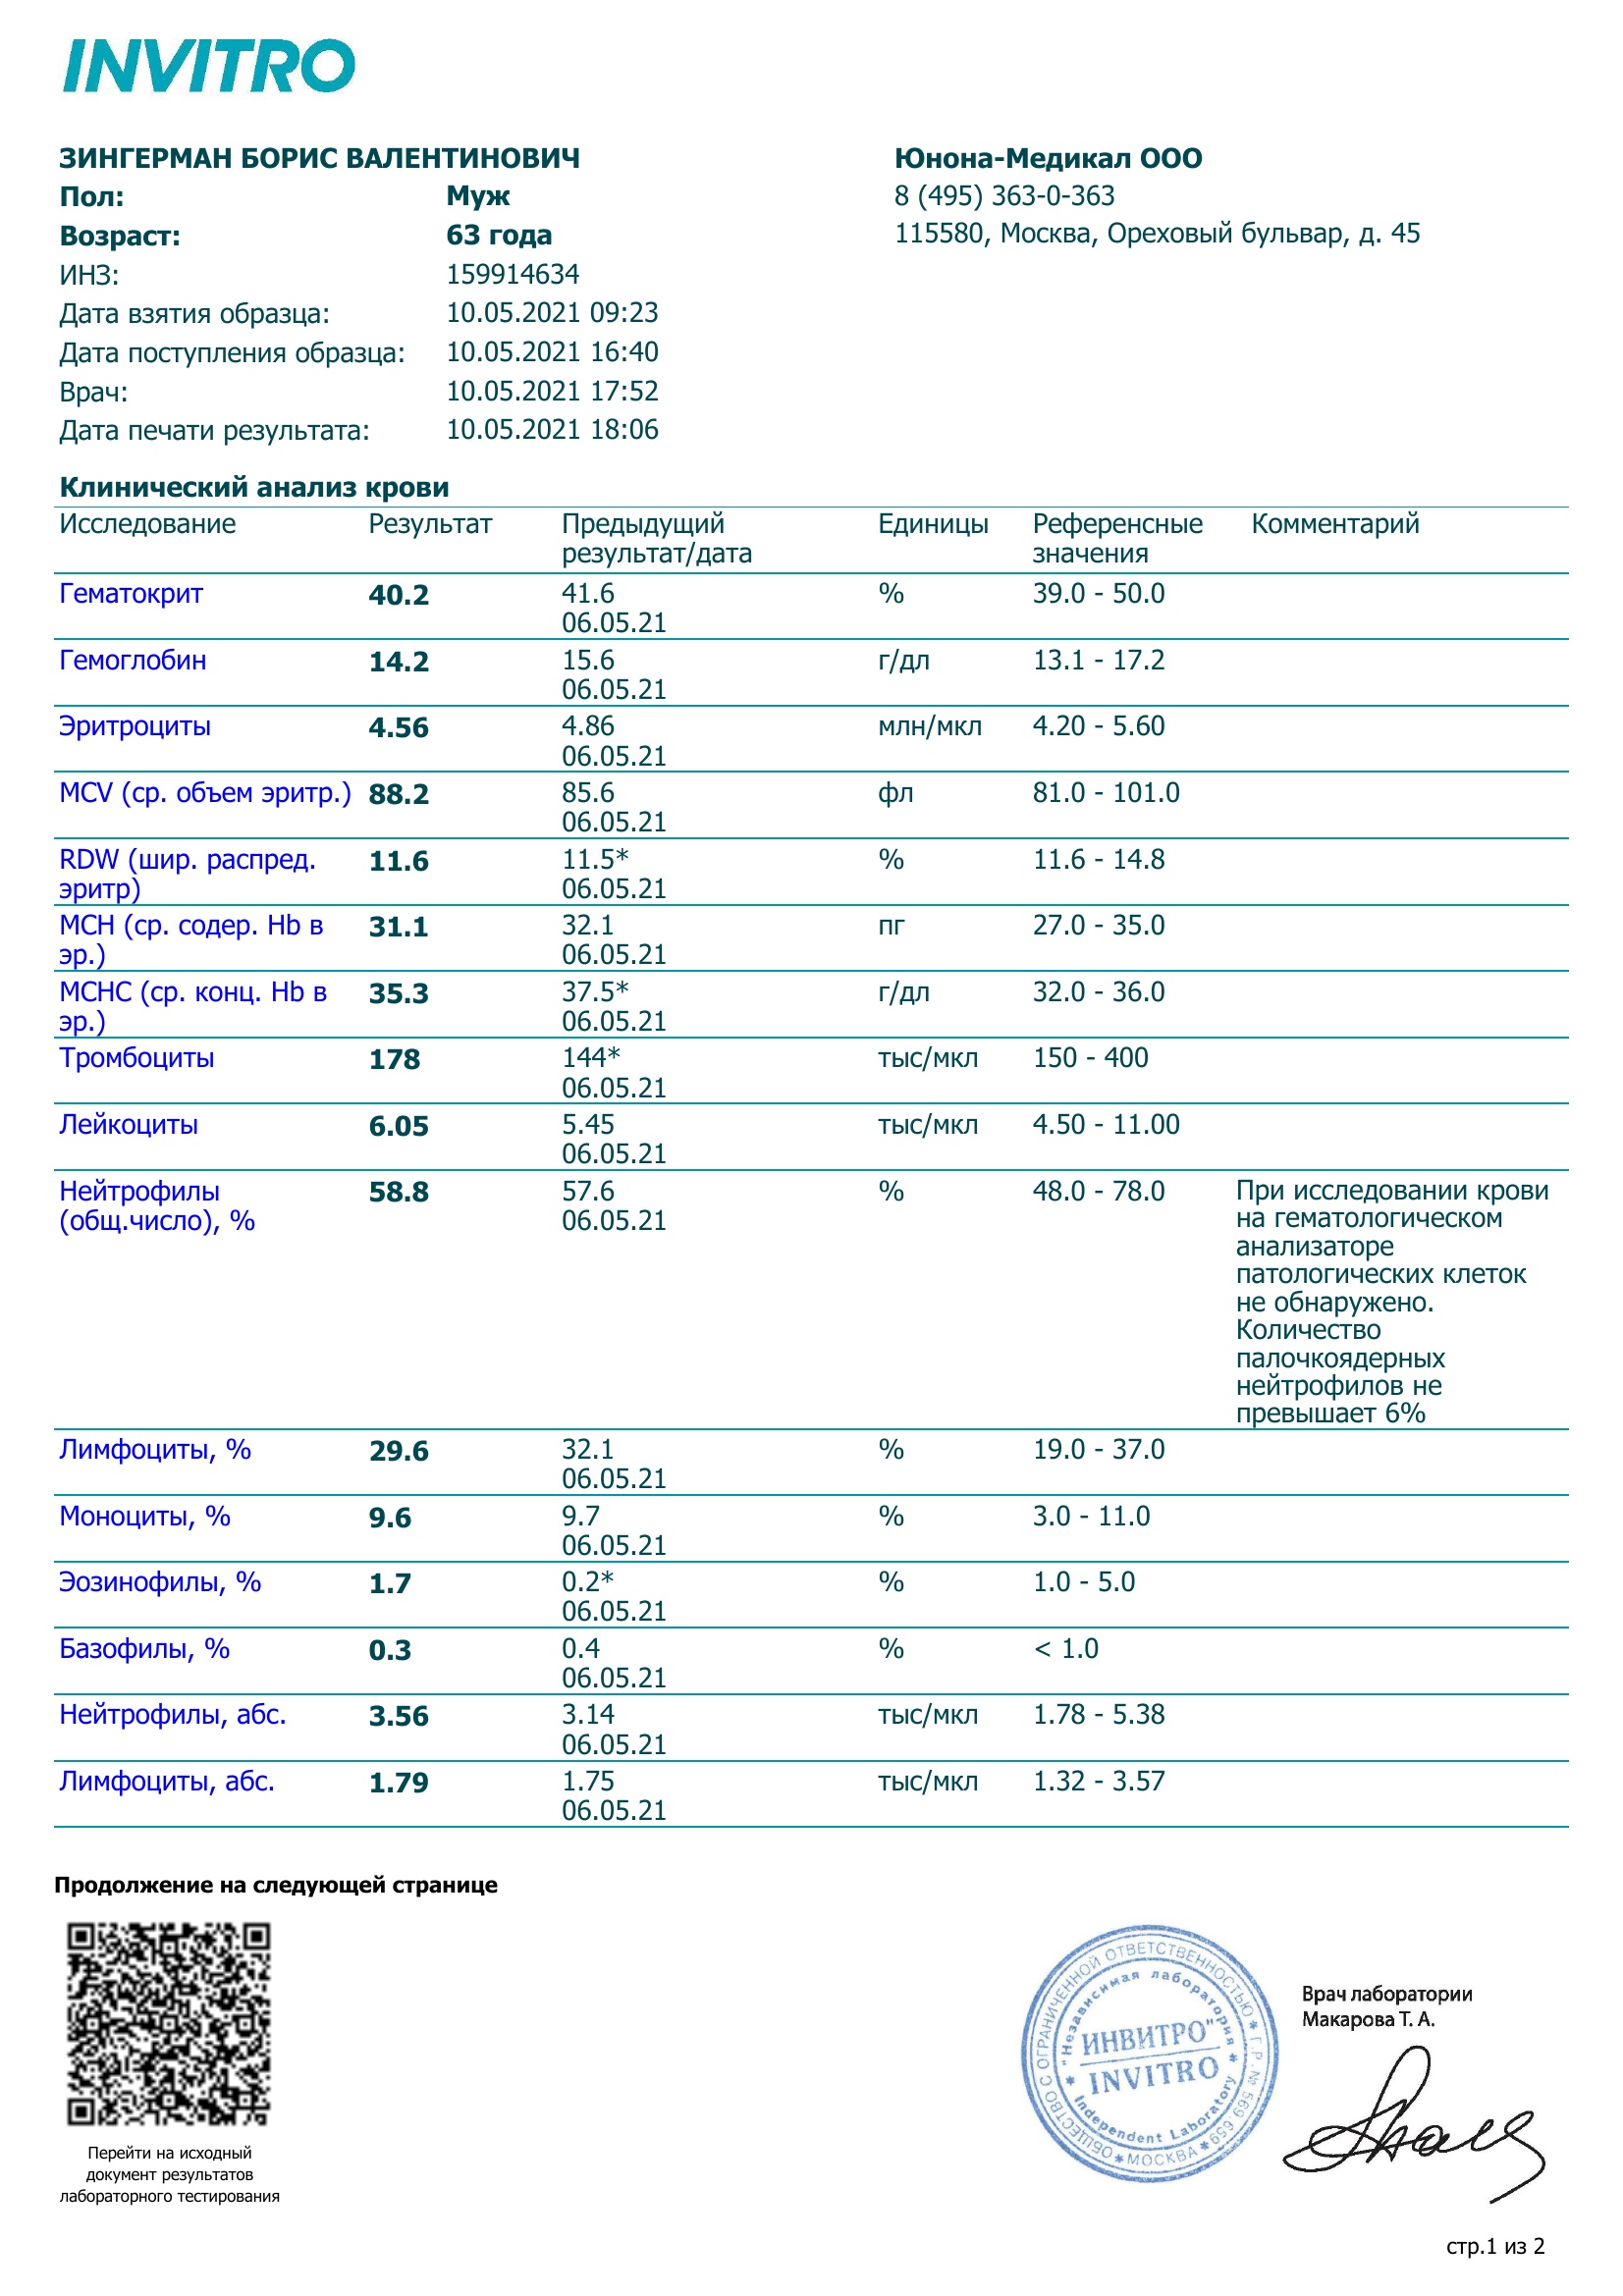 INVITRO
ЗИНГЕРМАН БОРИС ВАЛЕНТИНОВИЧ
Пол: Муж
Возраст: 63 года
ИНЗ: 159914634
Дата взятия образца: 10.05.2021 09:23
Дата поступления образца: 10.05.2021 16:40
Врач: 10.05.2021 17:52
Дата печати результата: 10.05.2021 18:06
Юнона-Медикал ООО
8 (495) 363-0-363
115580, Москва, Ореховый бульвар, д. 45
Клинический анализ крови
Исследование Результат Предыдущий Единицы Референсные Комментарий
результат/дата значения
Гематокрит 40.2 41.6 % 39.0 - 50.0
06.05.21
Гемоглобин 14.2 15.6 г/дл 13.1 - 17.2
06.05.21
Эритроциты 4.56 4.86 млн/мкл 4.20 - 5.60
06.05.21
MCV (ср. объем эритр.) 88.2 85.6 фл 81.0 - 101.0
06.05.21
RDW (шир. распред. 11.6 11.5* % 11.6 - 14.8
эритр) 06.05.21
MCH (ср. содер. Hb в 31.1 32.1 пг 27.0 - 35.0
эр.) 06.05.21
MCHC (ср. конц. Hb в 35.3 37.5* г/дл 32.0 - 36.0
эр.) 06.05.21
Тромбоциты 178 144* тыс/мкл 150 - 400
06.05.21
Лейкоциты 6.05 5.45 тыс/мкл 4.50 - 11.00
06.05.21
Нейтрофилы 58.8 57.6 % 48.0 - 78.0 При исследовании крови
(общ.число), % 06.05.21 на гематологическом
анализаторе
патологических клеток
не обнаружено.
Количество
палочкоядерных
нейтрофилов не
превышает 6%
Лимфоциты, % 29.6 32.1 % 19.0 - 37.0
06.05.21
Моноциты, % 9.6 9.7 % 3.0 - 11.0
06.05.21
Эозинофилы, % 1.7 0.2* % 1.0 - 5.0
06.05.21
Базофилы, % 0.3 0.4 % < 1.0
06.05.21
Нейтрофилы, абс. 3.56 3.14 тыс/мкл 1.78 - 5.38
06.05.21
Лимфоциты, абс. 1.79 1.75 тыс/мкл 1.32 - 3.57
06.05.21
Продолжение на следующей странице
Перейти на исходный
документ результатов
лабораторного тестирования
ОБЩЕСТВО С ОГРАНИЧЕННОЙ ОТВЕТСТВЕННОСТЬЮ * Г.Р. № 569 659 * МОСКВА *
"Независимая лаборатория
ИНВИТРО"
INVITRO
Independent Laboratory
Врач лаборатории
Макарова Т. А.
стр.1 из 2